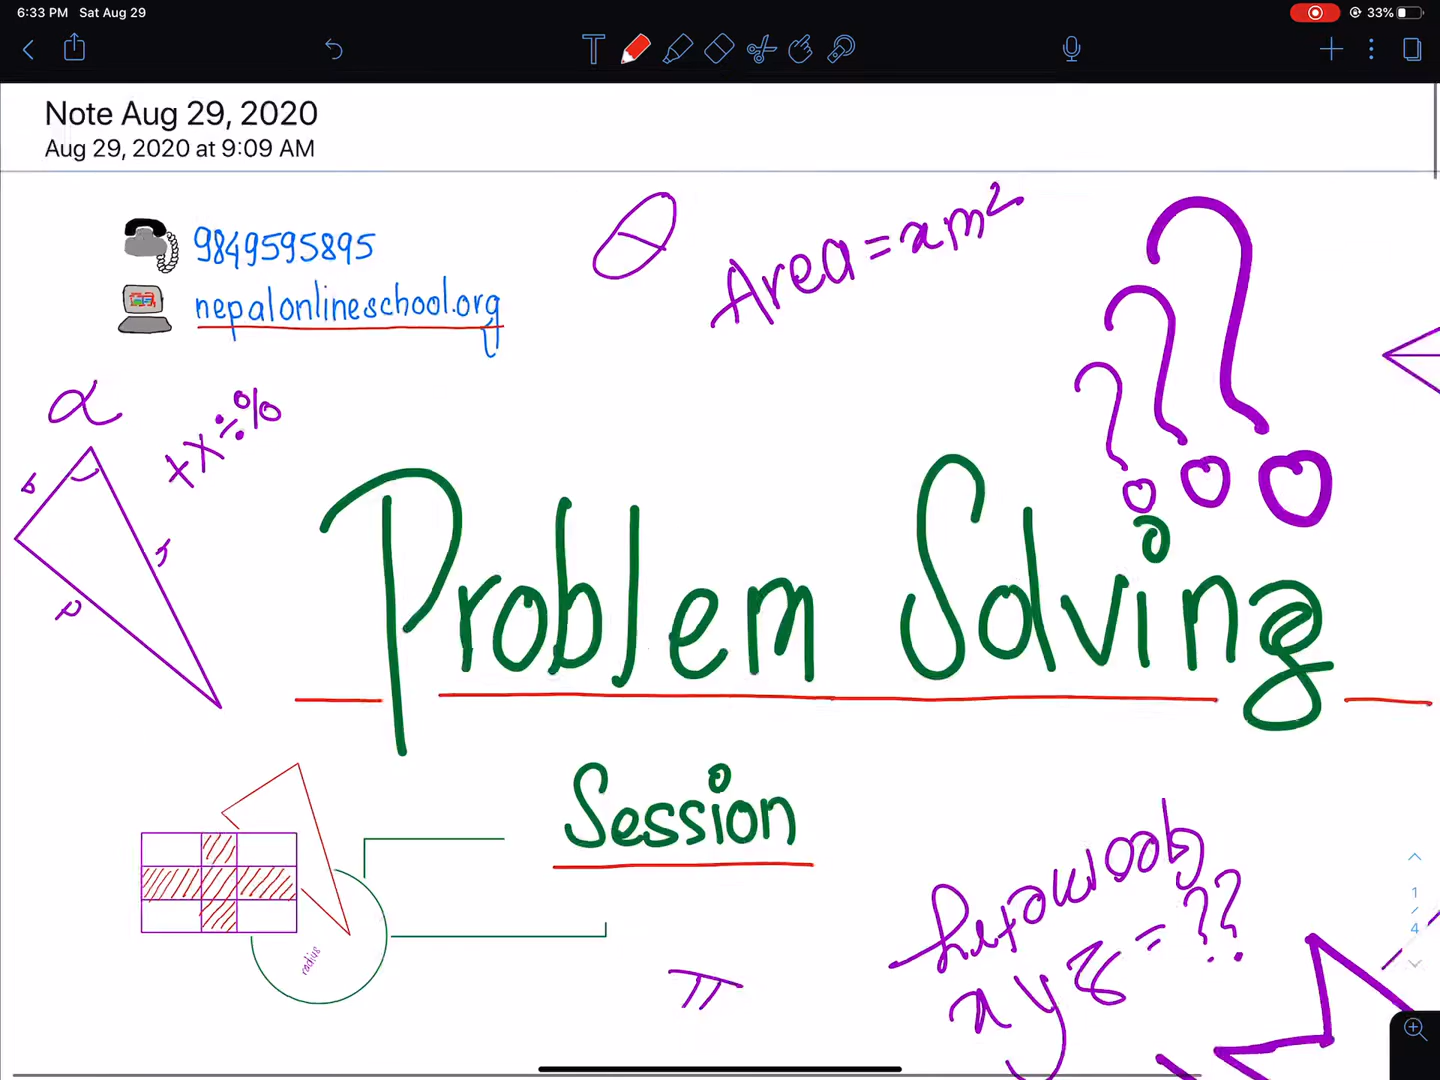 6:33 PM Sat Aug 29
33%
Note Aug 29, 2020
Aug 29, 2020 at 9:09 AM
9849595895
nepalonlineschool.org
θ
Area = xm²
α
+×÷%
b
h
p
Problem Solving
Session
radius
π
xyz = ??
1
/
4
???
T